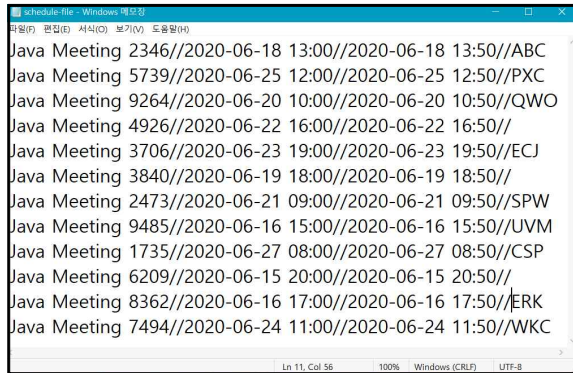 schedule-file - Windows 메모장
파일(F) 편집(E) 서식(O) 보기(V) 도움말(H)
Java Meeting 2346//2020-06-18 13:00//2020-06-18 13:50//ABC
Java Meeting 5739//2020-06-25 12:00//2020-06-25 12:50//PXC
Java Meeting 9264//2020-06-20 10:00//2020-06-20 10:50//QWO
Java Meeting 4926//2020-06-22 16:00//2020-06-22 16:50//
Java Meeting 3706//2020-06-23 19:00//2020-06-23 19:50//ECJ
Java Meeting 3840//2020-06-19 18:00//2020-06-19 18:50//
Java Meeting 2473//2020-06-21 09:00//2020-06-21 09:50//SPW
Java Meeting 9485//2020-06-16 15:00//2020-06-16 15:50//UVM
Java Meeting 1735//2020-06-27 08:00//2020-06-27 08:50//CSP
Java Meeting 6209//2020-06-15 20:00//2020-06-15 20:50//
Java Meeting 8362//2020-06-16 17:00//2020-06-16 17:50//ERK
Java Meeting 7494//2020-06-24 11:00//2020-06-24 11:50//WKC
Ln 11, Col 56 100% Windows (CRLF) UTF-8